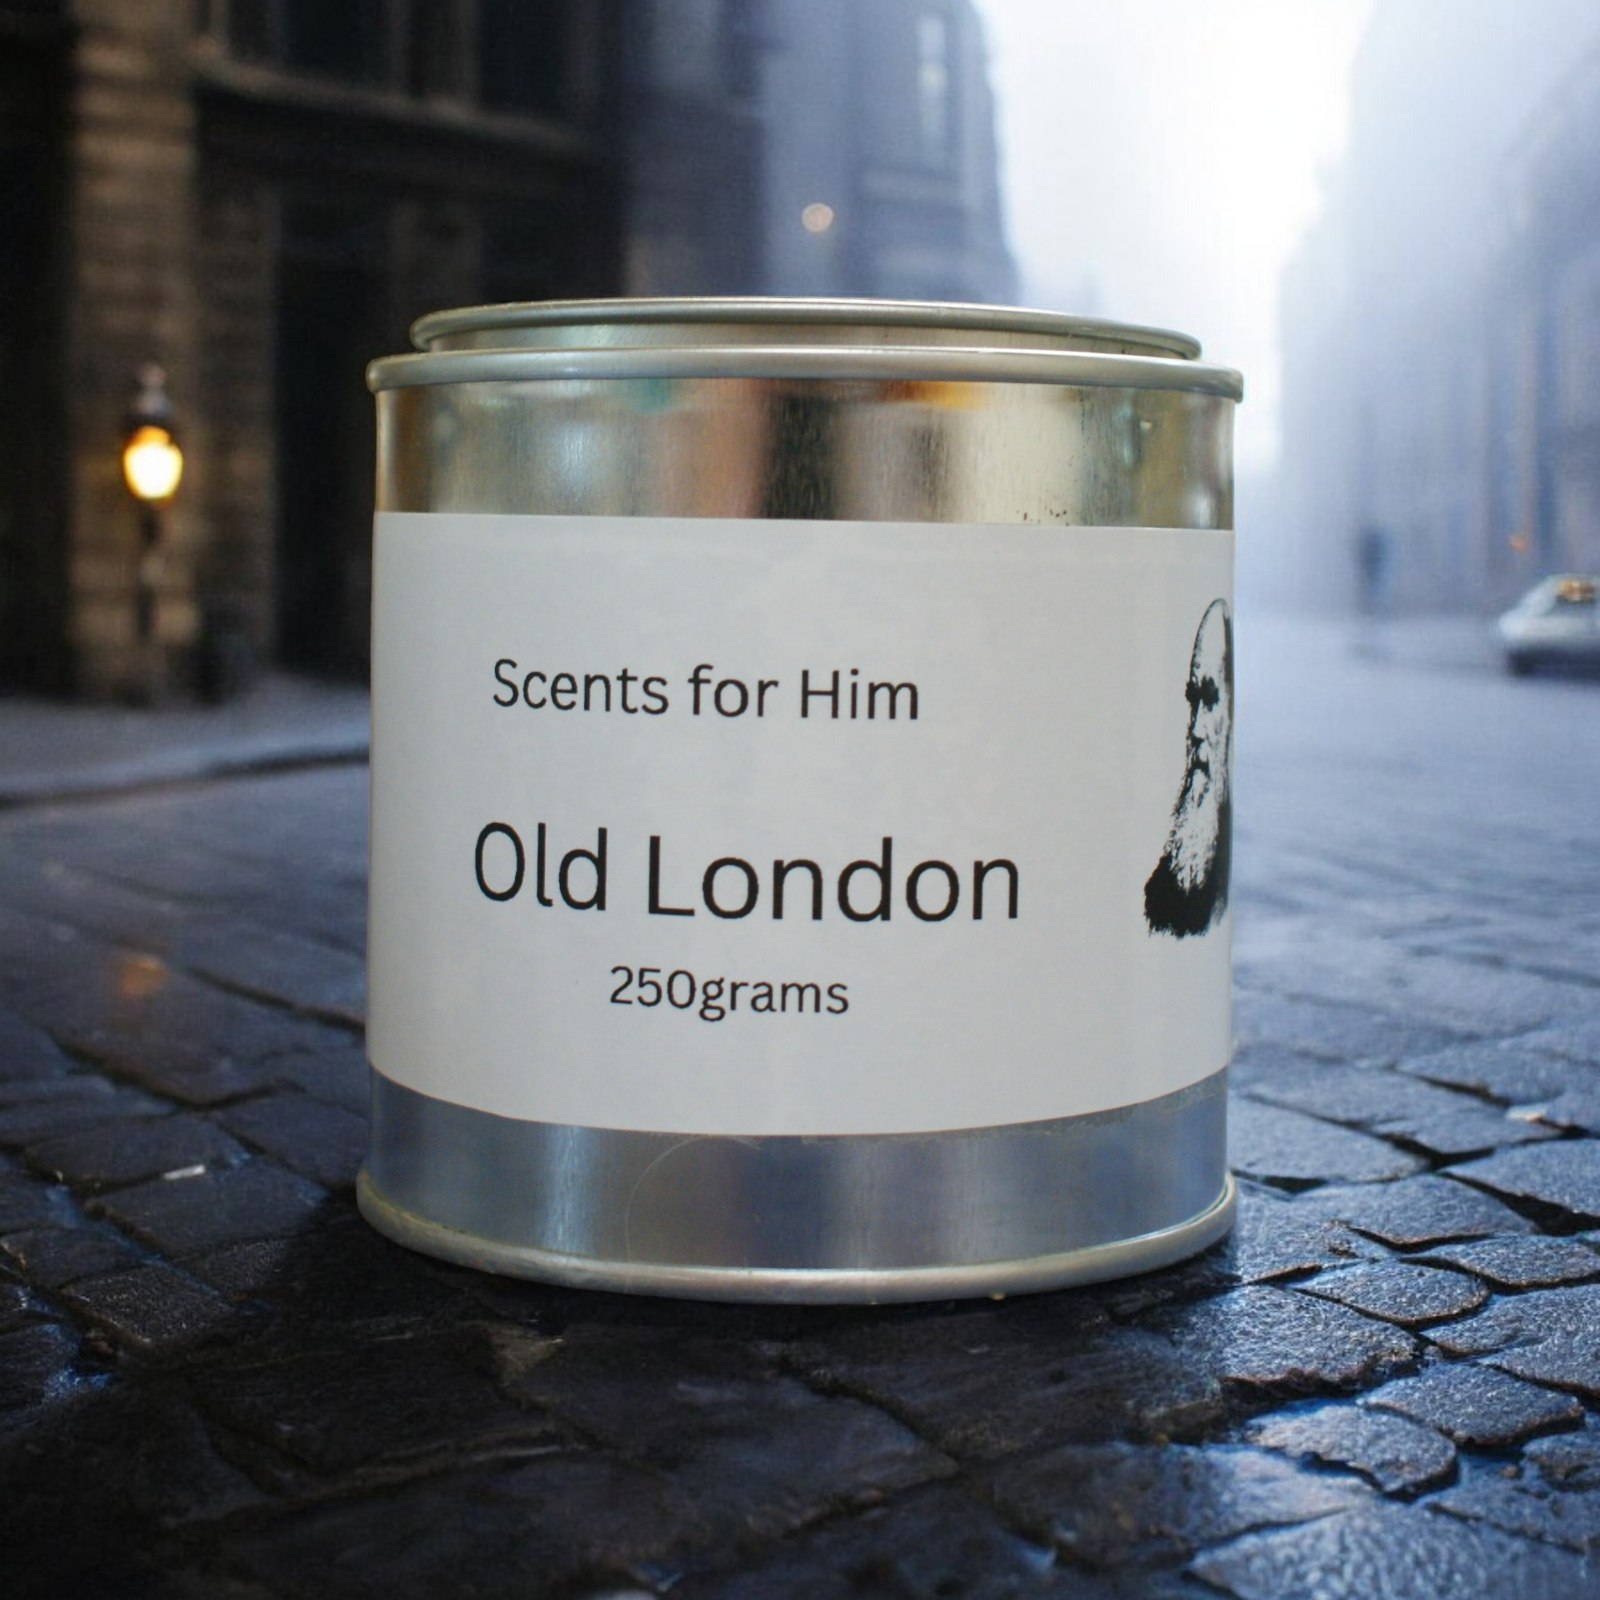 Scents for Him
Old London
250grams